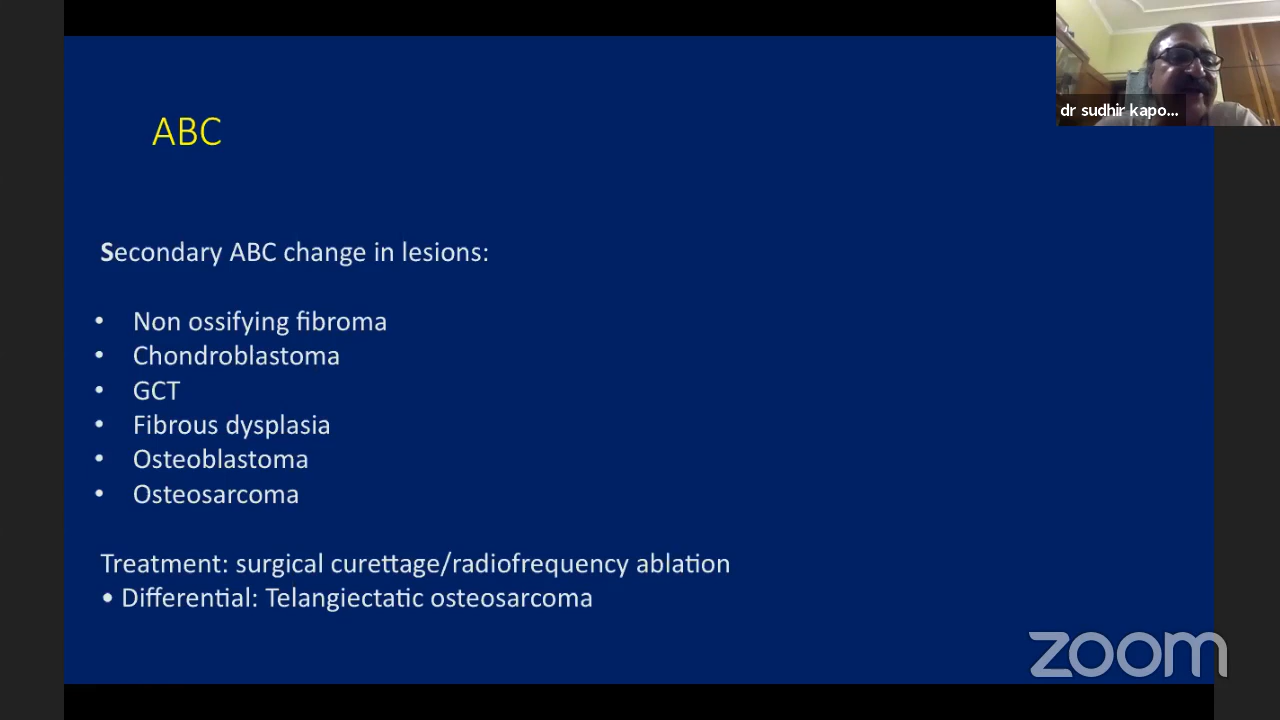 dr sudhir kapo...
ABC
Secondary ABC change in lesions:
• Non ossifying fibroma
• Chondroblastoma
• GCT
• Fibrous dysplasia
• Osteoblastoma
• Osteosarcoma
Treatment: surgical curettage/radiofrequency ablation
• Differential: Telangiectatic osteosarcoma
zoom